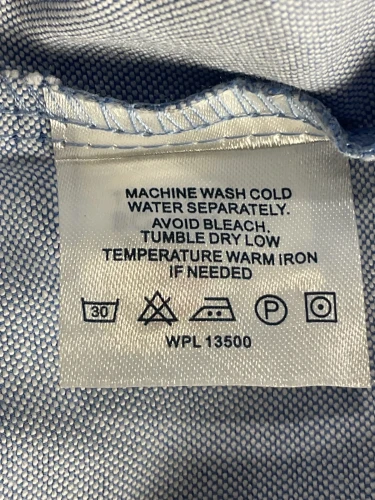 MACHINE WASH COLD
WATER SEPARATELY.
AVOID BLEACH.
TUMBLE DRY LOW
TEMPERATURE WARM IRON
IF NEEDED
30 P
WPL 13500